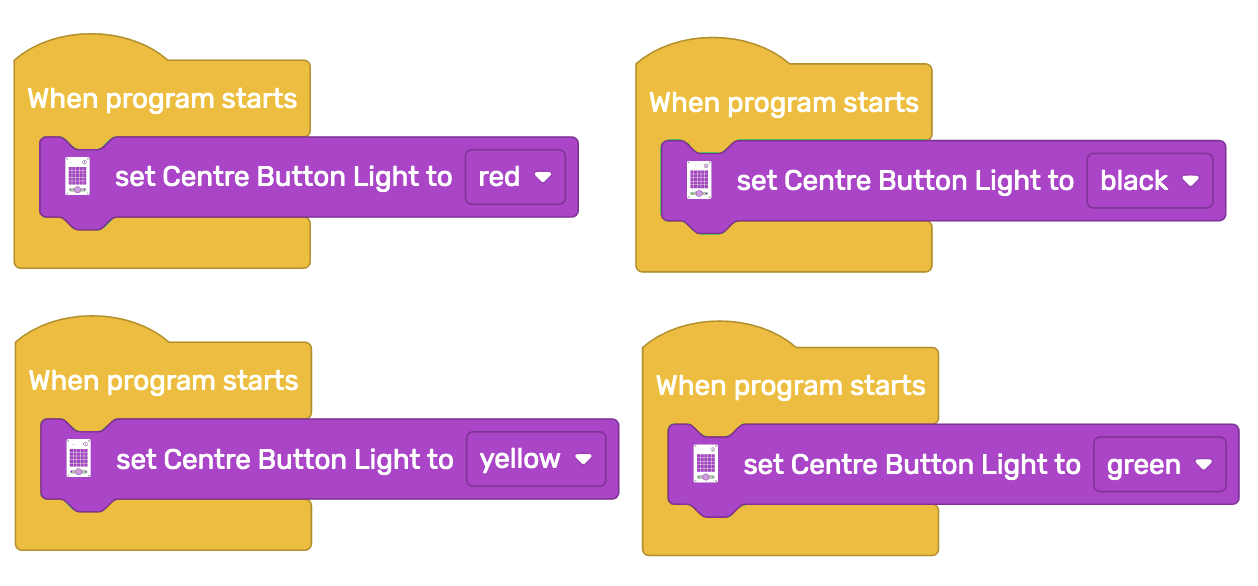 When program starts
set Centre Button Light to red
When program starts
set Centre Button Light to black
When program starts
set Centre Button Light to yellow
When program starts
set Centre Button Light to green